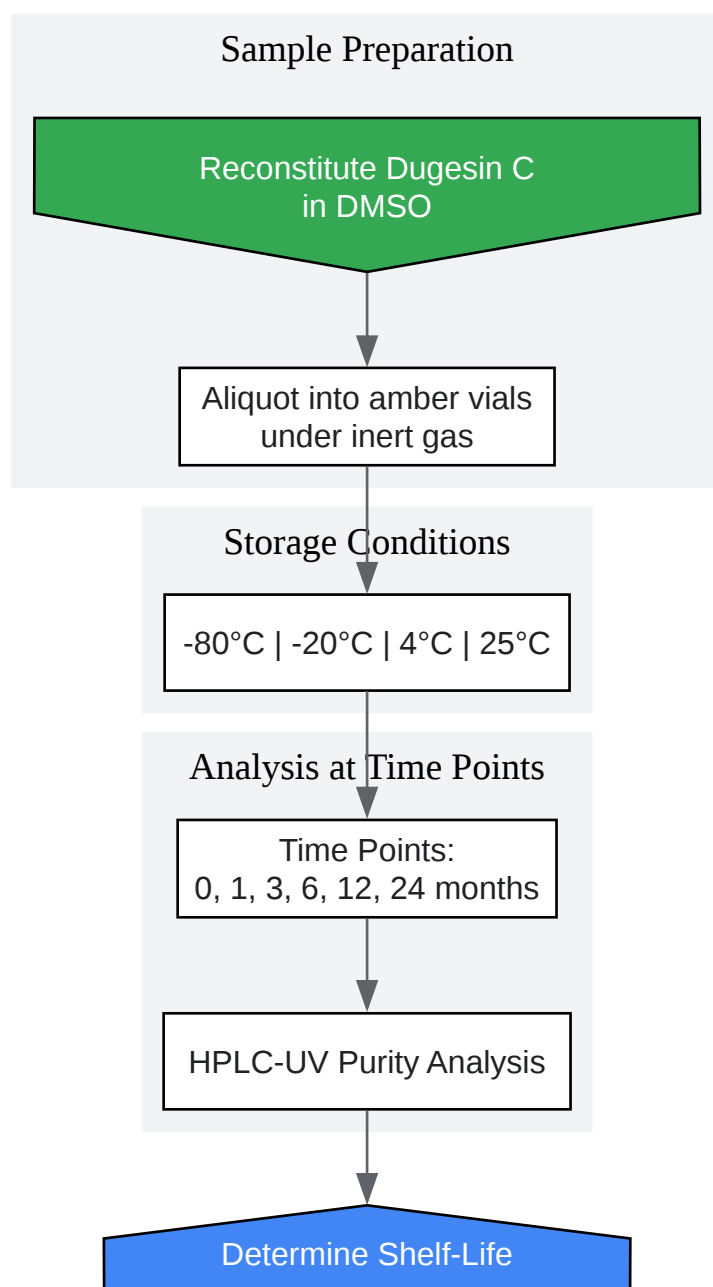 Sample Preparation
Reconstitute Dugesin C
in DMSO
Aliquot into amber vials
under inert gas
Storage Conditions
-80°C | -20°C | 4°C | 25°C
Analysis at Time Points
Time Points:
0, 1, 3, 6, 12, 24 months
HPLC-UV Purity Analysis
Determine Shelf-Life